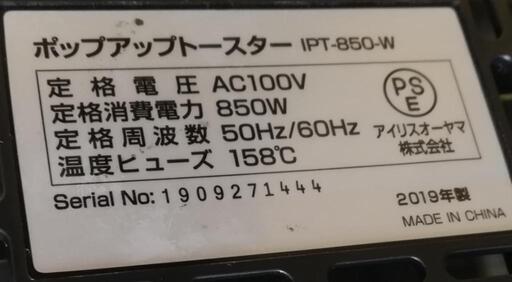 ポップアップトースター IPT-850-W
定格電圧 AC100V
定格消費電力 850W
定格周波数 50Hz/60Hz
温度ヒューズ 158℃
PS
E
アイリスオーヤマ
株式会社
Serial No: 1909271444
2019年製
MADE IN CHINA